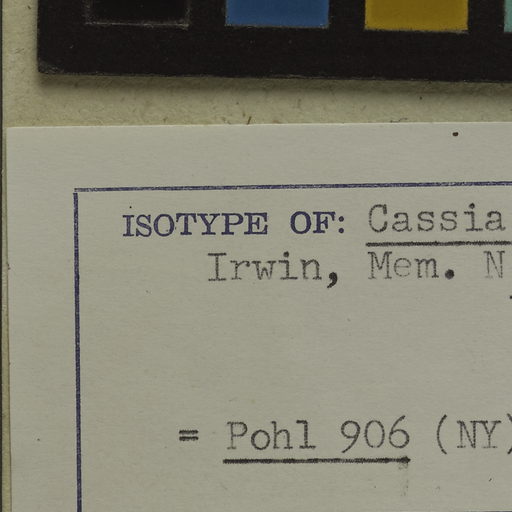 ISOTYPE OF: Cassia
Irwin, Mem. N
= Pohl 906 (NY)